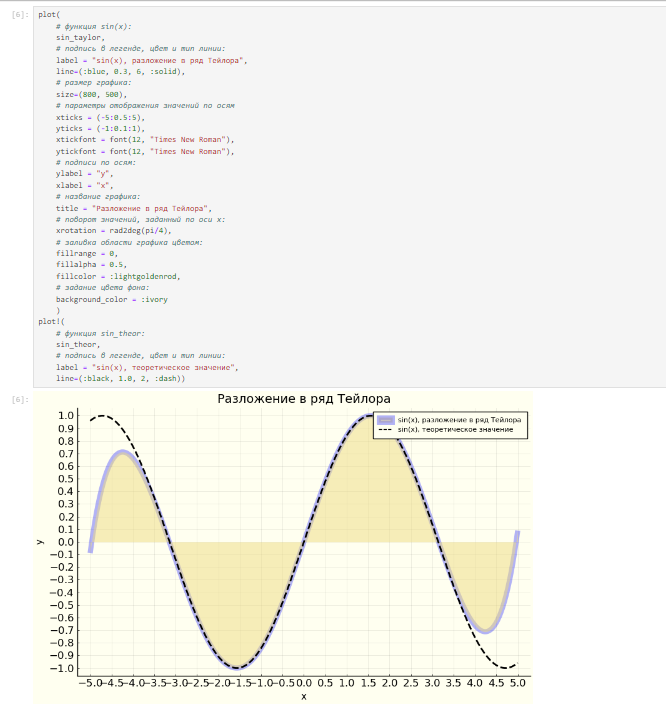 [6]:
plot(
# функция sin(x):
sin_taylor,
# подпись в легенде, цвет и тип линии:
label = "sin(x), разложение в ряд Тейлора",
line=(:blue, 0.3, 6, :solid),
# размер графика:
size=(800, 500),
# параметры отображения значений по осям
xticks = (-5:0.5:5),
yticks = (-1:0.1:1),
xtickfont = font(12, "Times New Roman"),
ytickfont = font(12, "Times New Roman"),
# подписи по осям:
ylabel = "y",
xlabel = "x",
# название графика:
title = "Разложение в ряд Тейлора",
# поворот значений, заданный по оси x:
xrotation = rad2deg(pi/4),
# заливка области графика цветом:
fillrange = 0,
fillalpha = 0.5,
fillcolor = :lightgoldenrod,
# задание цвета фона:
background_color = :ivory
)
plot!(
# функция sin_theor:
sin_theor,
# подпись в легенде, цвет и тип линии:
label = "sin(x), теоретическое значение",
line=(:black, 1.0, 2, :dash))
[6]:
Разложение в ряд Тейлора
sin(x), разложение в ряд Тейлора
sin(x), теоретическое значение
1.0
0.9
0.8
0.7
0.6
0.5
0.4
0.3
0.2
0.1
0.0
−0.1
−0.2
−0.3
−0.4
−0.5
−0.6
−0.7
−0.8
−0.9
−1.0
y
−5.0−4.5−4.0−3.5−3.0−2.5−2.0−1.5−1.0−0.5 0.0 0.5 1.0 1.5 2.0 2.5 3.0 3.5 4.0 4.5 5.0
x